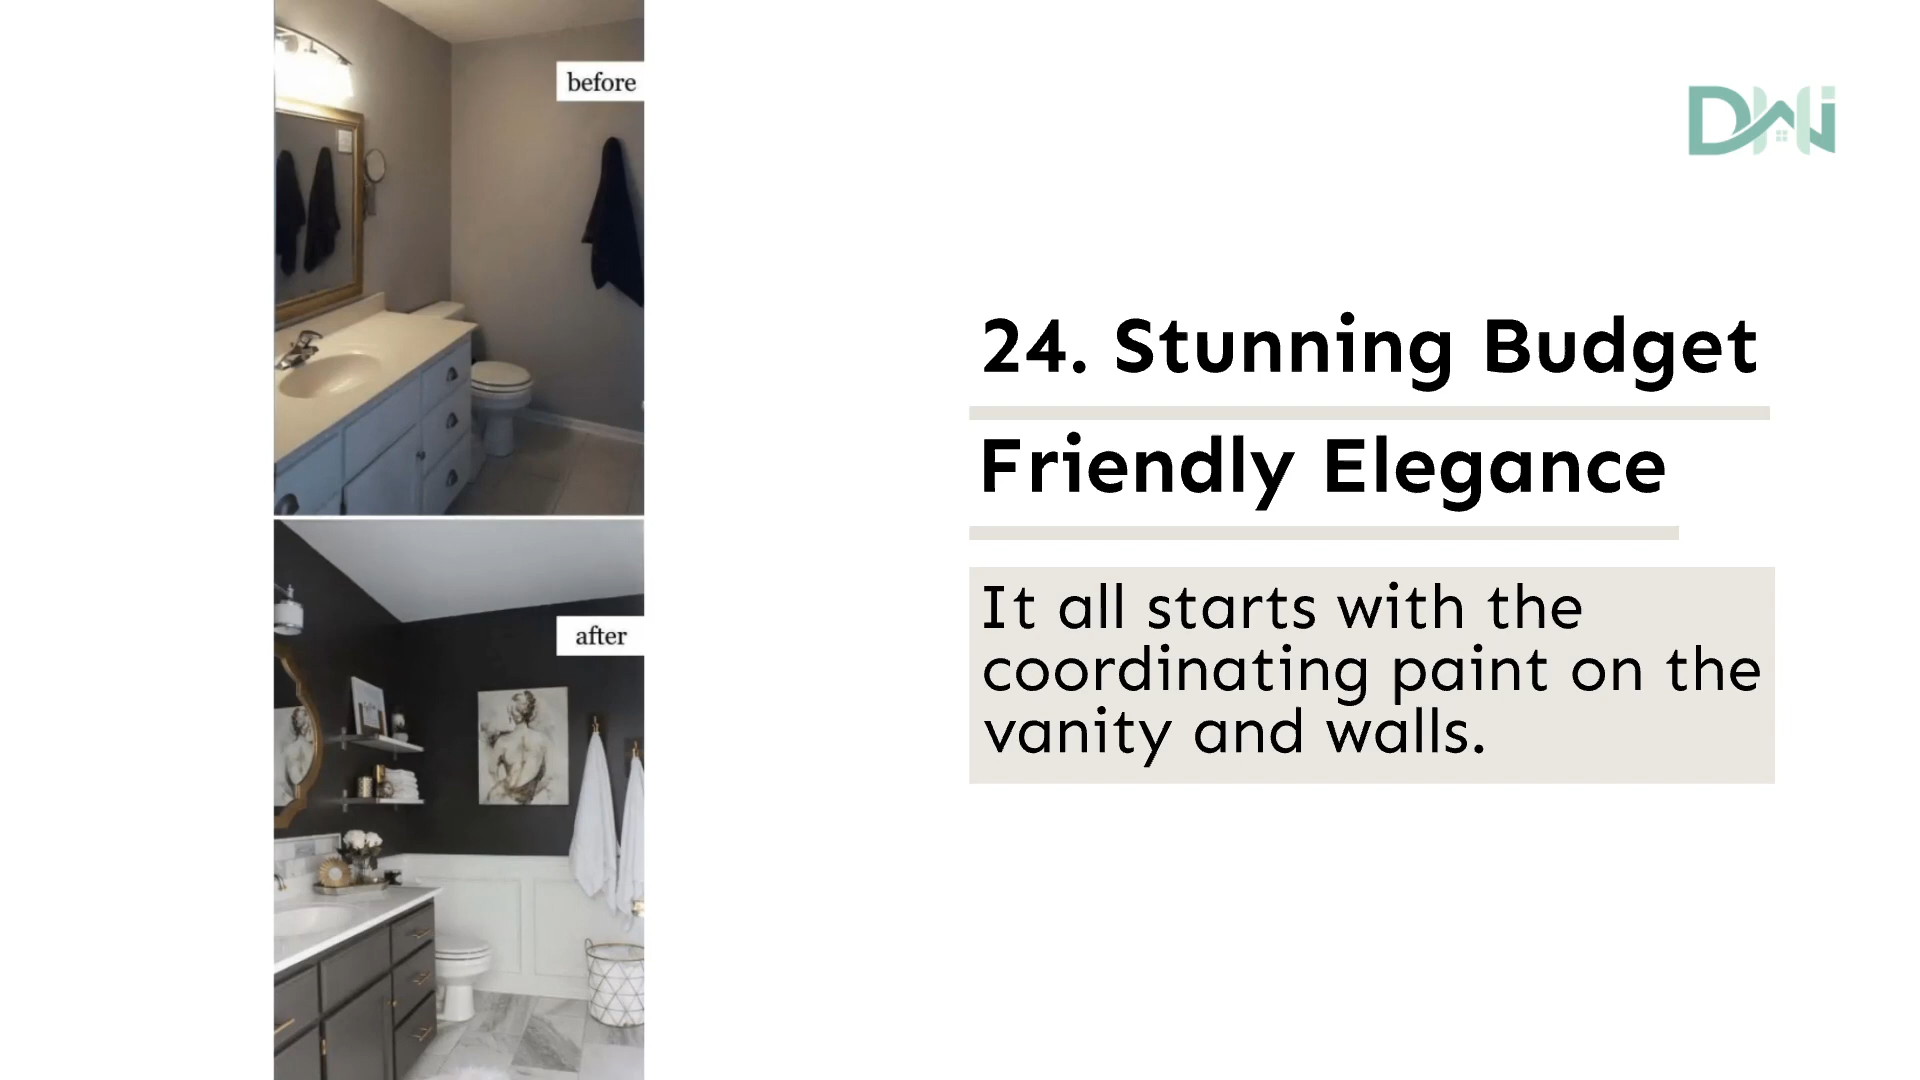 before
after
DHI
24. Stunning Budget
Friendly Elegance
It all starts with the
coordinating paint on the
vanity and walls.